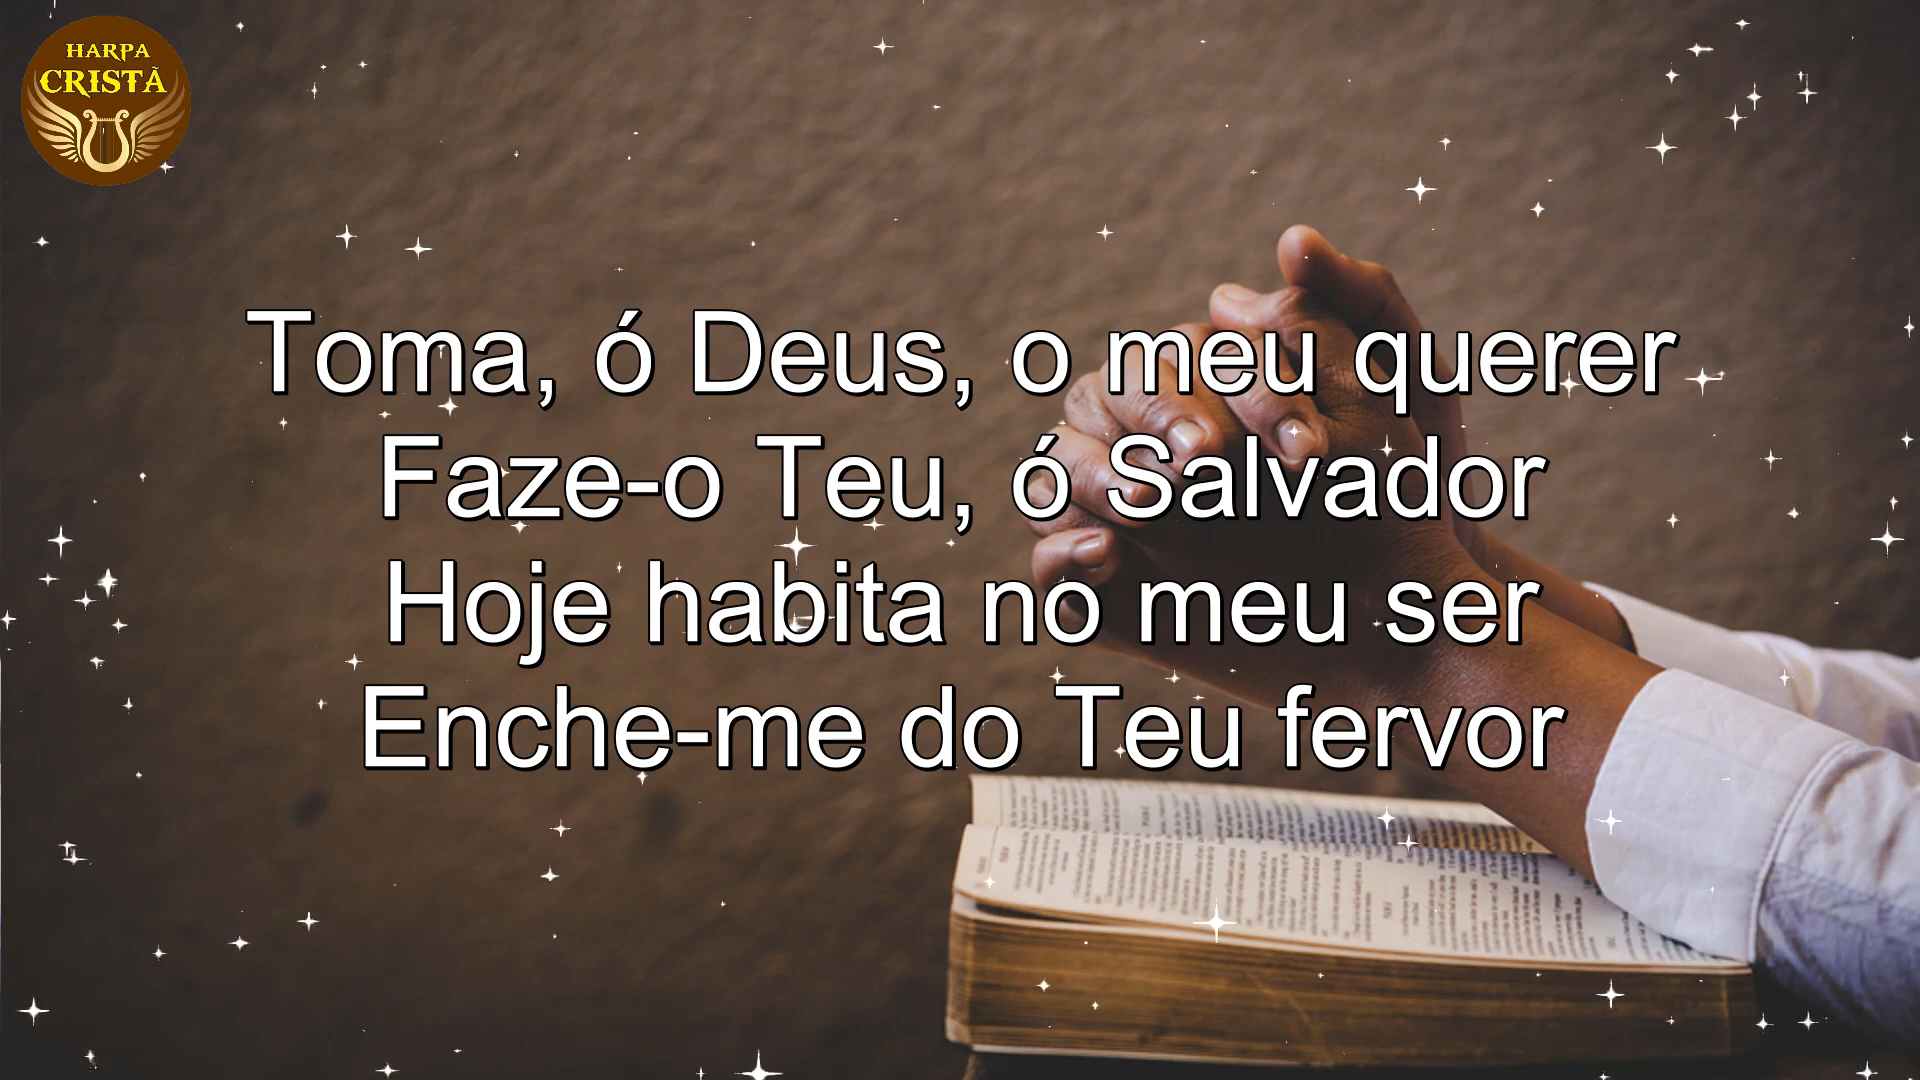 HARPA
CRISTÃ
Toma, ó Deus, o meu querer
Faze-o Teu, ó Salvador
Hoje habita no meu ser
Enche-me do Teu fervor